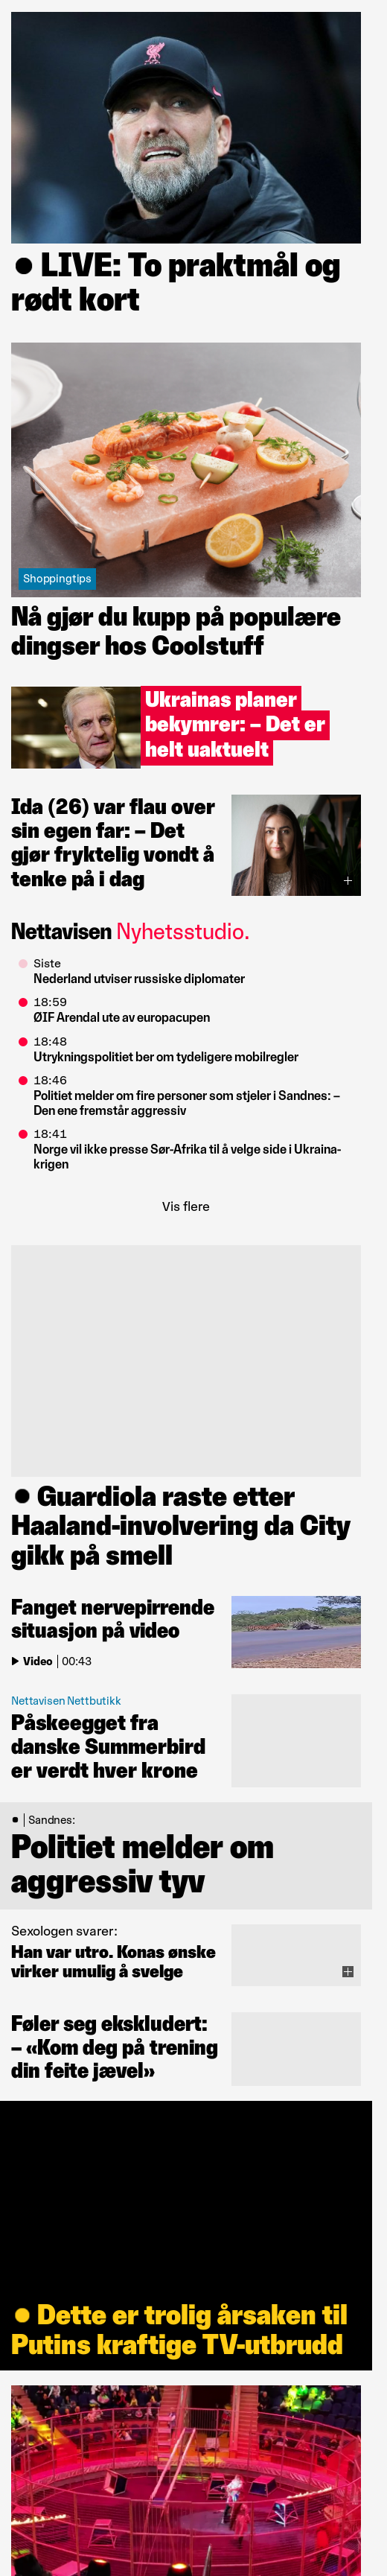 LIVE: To praktmål og
rødt kort
Shoppingtips
Nå gjør du kupp på populære
dingser hos Coolstuff
Ukrainas planer
bekymrer: – Det er
helt uaktuelt
Ida (26) var flau over
sin egen far: – Det
gjør fryktelig vondt å
tenke på i dag
Nettavisen Nyhetsstudio.
Siste
Nederland utviser russiske diplomater
18:59
ØIF Arendal ute av europacupen
18:48
Utrykningspolitiet ber om tydeligere mobilregler
18:46
Politiet melder om fire personer som stjeler i Sandnes: –
Den ene fremstår aggressiv
18:41
Norge vil ikke presse Sør-Afrika til å velge side i Ukraina-
krigen
Vis flere
Guardiola raste etter
Haaland-involvering da City
gikk på smell
Fanget nervepirrende
situasjon på video
Video | 00:43
Nettavisen Nettbutikk
Påskeegget fra
danske Summerbird
er verdt hver krone
| Sandnes:
Politiet melder om
aggressiv tyv
Sexologen svarer:
Han var utro. Konas ønske
virker umulig å svelge
Føler seg ekskludert:
– «Kom deg på trening
din feite jævel»
Dette er trolig årsaken til
Putins kraftige TV-utbrudd